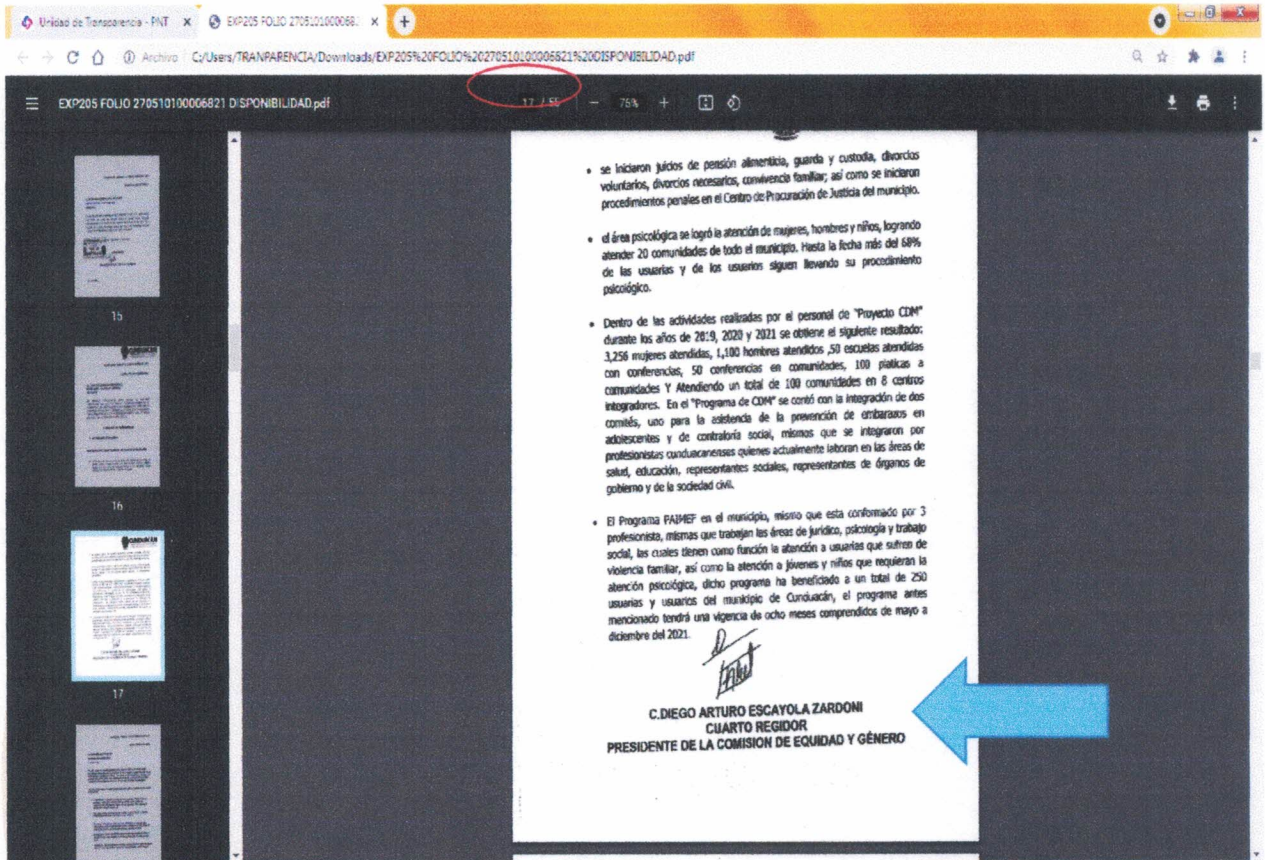 Unidad de Transparencia - PNT
EXP205 FOLIO 2705101000068
Archivo C:/Users/TRANPARENCIA/Downloads/EXP205%20FOLIO%20270510100006821%20DISPONIBILIDAD.pdf
EXP205 FOLIO 270510100006821 DISPONIBILIDAD.pdf
17 /
76%
15
CUNDUACÁN
16
CUNDUACÁN
17
• se iniciaron juicios de pensión alimenticia, guarda y custodia, divorcios
voluntarios, divorcios necesarios, convivencia familiar; así como se iniciaron
procedimientos penales en el Centro de Procuración de Justicia del municipio.
• el área psicológica se logró la atención de mujeres, hombres y niños, logrando
atender 20 comunidades de todo el municipio. Hasta la fecha más del 68%
de las usuarias y de los usuarios siguen llevando su procedimiento
psicológico.
• Dentro de las actividades realizadas por el personal de "Proyecto CDM"
durante los años de 2019, 2020 y 2021 se obtiene el siguiente resultado:
3,256 mujeres atendidas, 1,100 hombres atendidos ,50 escuelas atendidas
con conferencias, 50 conferencias en comunidades, 100 platicas a
comunidades Y Atendiendo un total de 100 comunidades en 8 centros
integradores. En el "Programa de CDM" se contó con la integración de dos
comités, uno para la asistencia de la prevención de embarazos en
adolescentes y de contraloría social, mismos que se integraron por
profesionistas cunduacanenses quienes actualmente laboran en las áreas de
salud, educación, representantes sociales, representantes de órganos de
gobierno y de la sociedad civil.
• El Programa PAIMEF en el municipio, mismo que esta conformado por 3
profesionista, mismas que trabajan las áreas de jurídico, psicología y trabajo
social, las cuales tienen como función la atención a usuarias que sufren de
violencia familiar, así como la atención a jóvenes y niños que requieran la
atención psicológica, dicho programa ha beneficiado a un total de 250
usuarias y usuarios del municipio de Cunduacán, el programa antes
mencionado tendrá una vigencia de ocho meses comprendidos de mayo a
diciembre del 2021.
C.DIEGO ARTURO ESCAYOLA ZARDONI
CUARTO REGIDOR
PRESIDENTE DE LA COMISION DE EQUIDAD Y GÉNERO